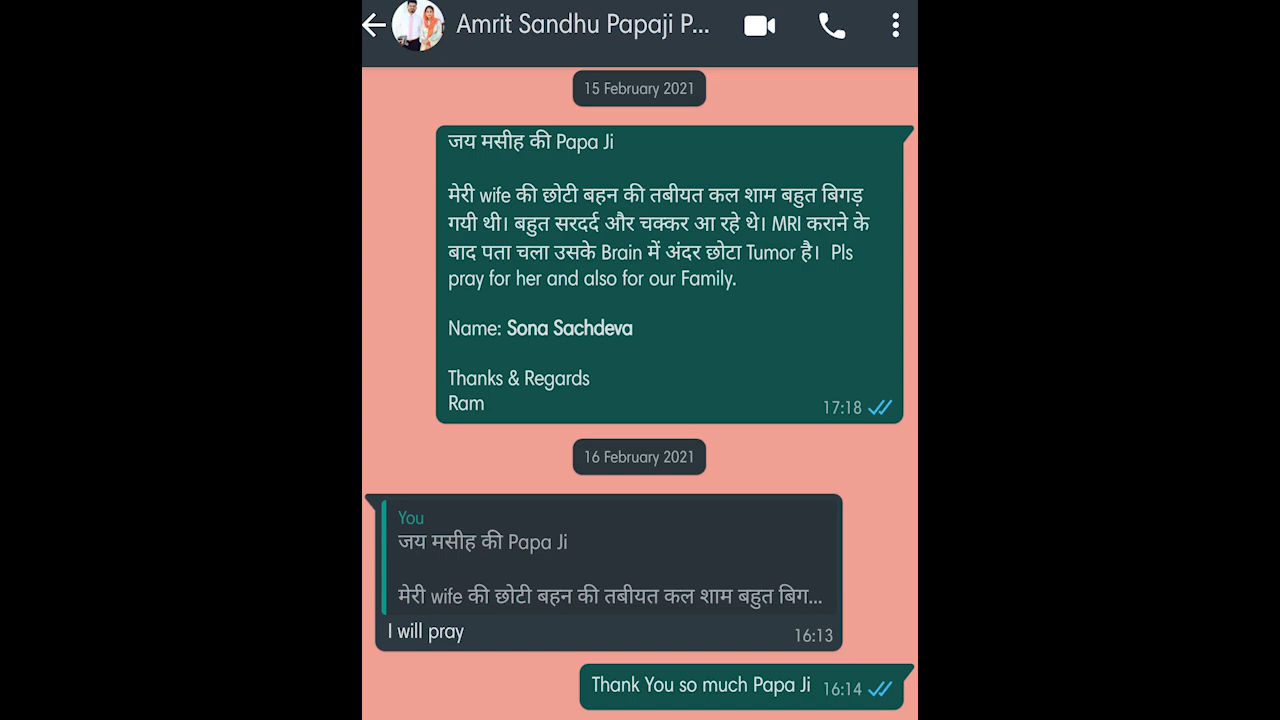 Amrit Sandhu Papaji P...
15 February 2021
जय मसीह की Papa Ji
मेरी wife की छोटी बहन की तबीयत कल शाम बहुत बिगड़
गयी थी। बहुत सरदर्द और चक्कर आ रहे थे। MRI कराने के
बाद पता चला उसके Brain में अंदर छोटा Tumor है। Pls
pray for her and also for our Family.
Name: Sona Sachdeva
Thanks & Regards
Ram
17:18
16 February 2021
You
जय मसीह की Papa Ji
मेरी wife की छोटी बहन की तबीयत कल शाम बहुत बिग...
I will pray
16:13
Thank You so much Papa Ji
16:14